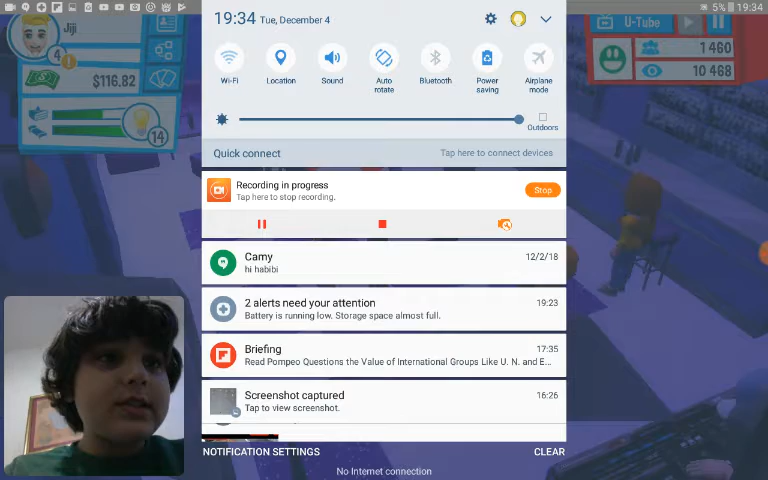 19:34 Tue, December 4
5% 19:34
Jiji
4
$116.82
14
U-Tube
1 460
10 468
Wi-Fi
Location
Sound
Auto
rotate
Bluetooth
Power
saving
Airplane
mode
Outdoors
Quick connect
Tap here to connect devices
Recording in progress
Tap here to stop recording.
Stop
Camy 12/2/18
hi habibi
2 alerts need your attention 19:23
Battery is running low. Storage space almost full.
Briefing 17:35
Read Pompeo Questions the Value of International Groups Like U. N. and E...
Screenshot captured 16:26
Tap to view screenshot.
NOTIFICATION SETTINGS CLEAR
No Internet connection